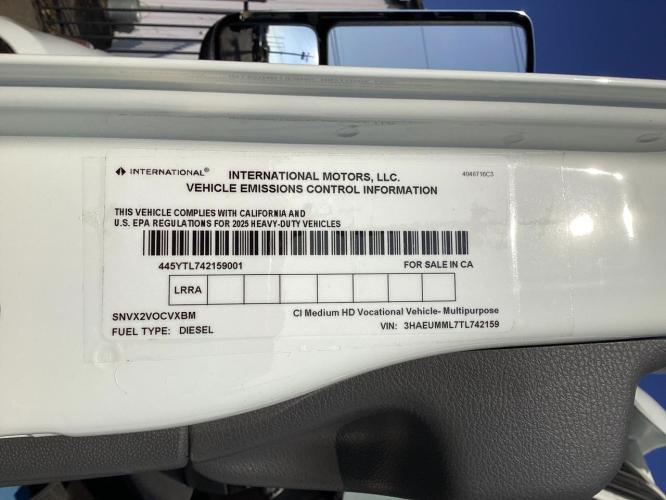 INTERNATIONAL® INTERNATIONAL MOTORS, LLC. 4046716C3
VEHICLE EMISSIONS CONTROL INFORMATION
THIS VEHICLE COMPLIES WITH CALIFORNIA AND
U.S. EPA REGULATIONS FOR 2025 HEAVY-DUTY VEHICLES
445YTL742159001 FOR SALE IN CA
LRRA
SNVX2VOCVXBM CI Medium HD Vocational Vehicle- Multipurpose
FUEL TYPE: DIESEL VIN: 3HAEUMML7TL742159